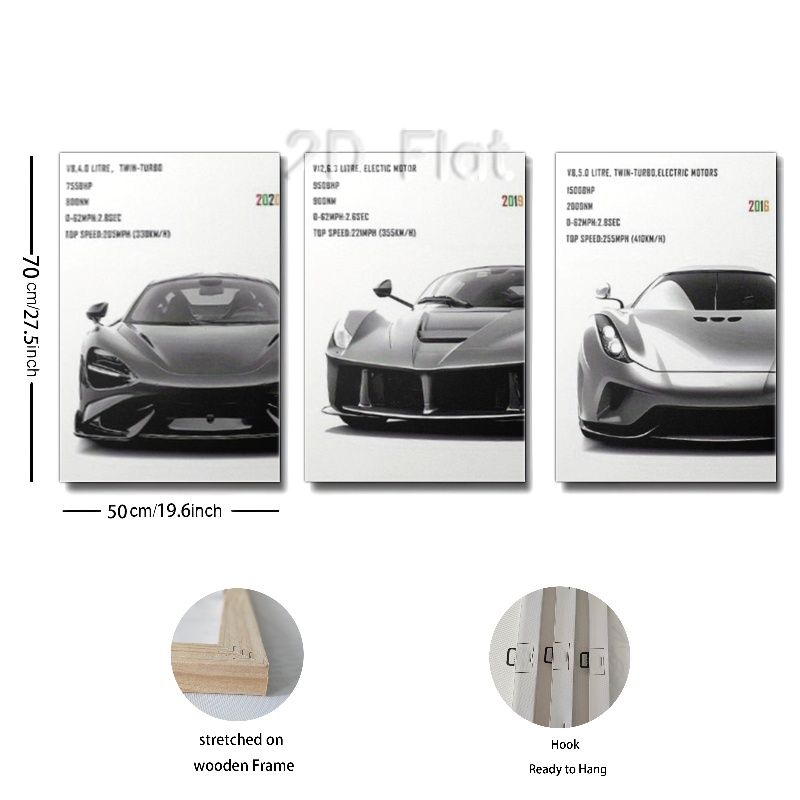 2D Flat
V8,4.0 LITRE, TWIN-TURBO
755BHP
800NM
0-62MPH:2.8SEC
TOP SPEED:205MPH (330KM/H)
2020
V12,6.3 LITRE, ELECTIC MOTOR
950BHP
900NM
0-62MPH:2.6SEC
TOP SPEED:221MPH (355KM/H)
2019
V8,5.0 LITRE, TWIN-TURBO,ELECTRIC MOTORS
1500BHP
2000NM
0-62MPH:2.8SEC
TOP SPEED:255MPH (410KM/H)
2016
70 cm/27.5inch
50cm/19.6inch
stretched on
wooden Frame
Hook
Ready to Hang